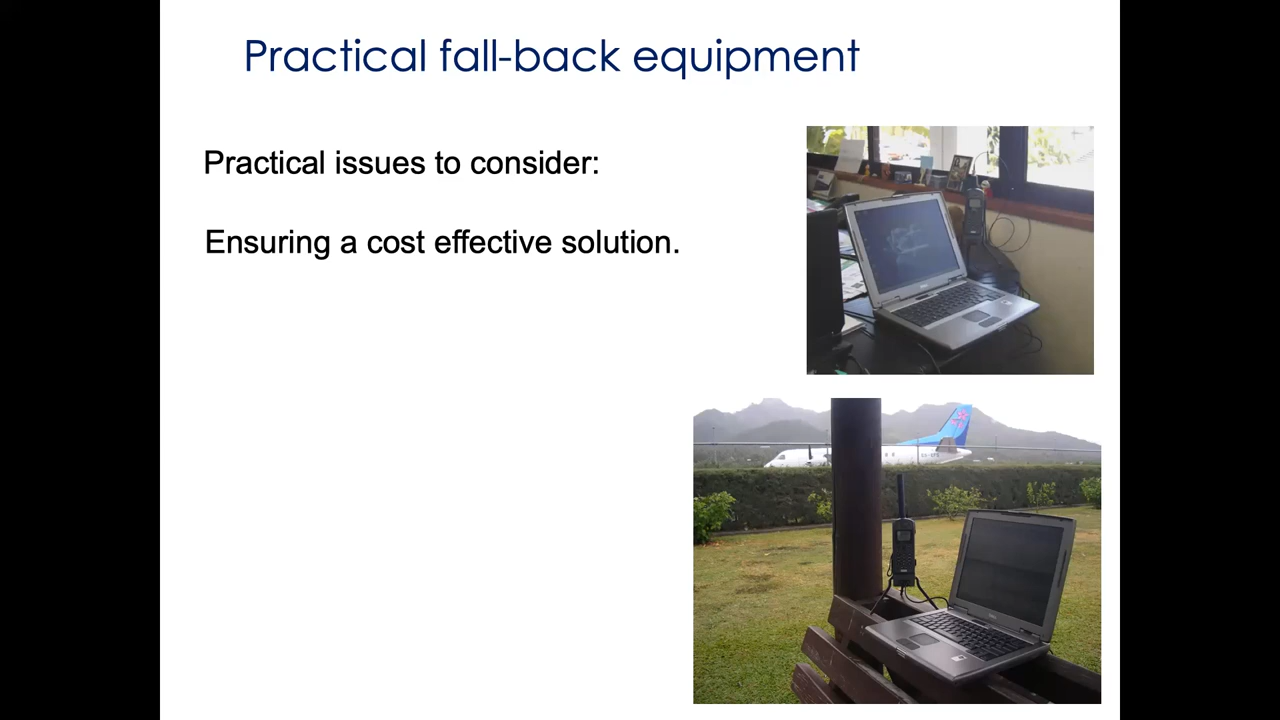 Practical fall-back equipment
Practical issues to consider:
Ensuring a cost effective solution.